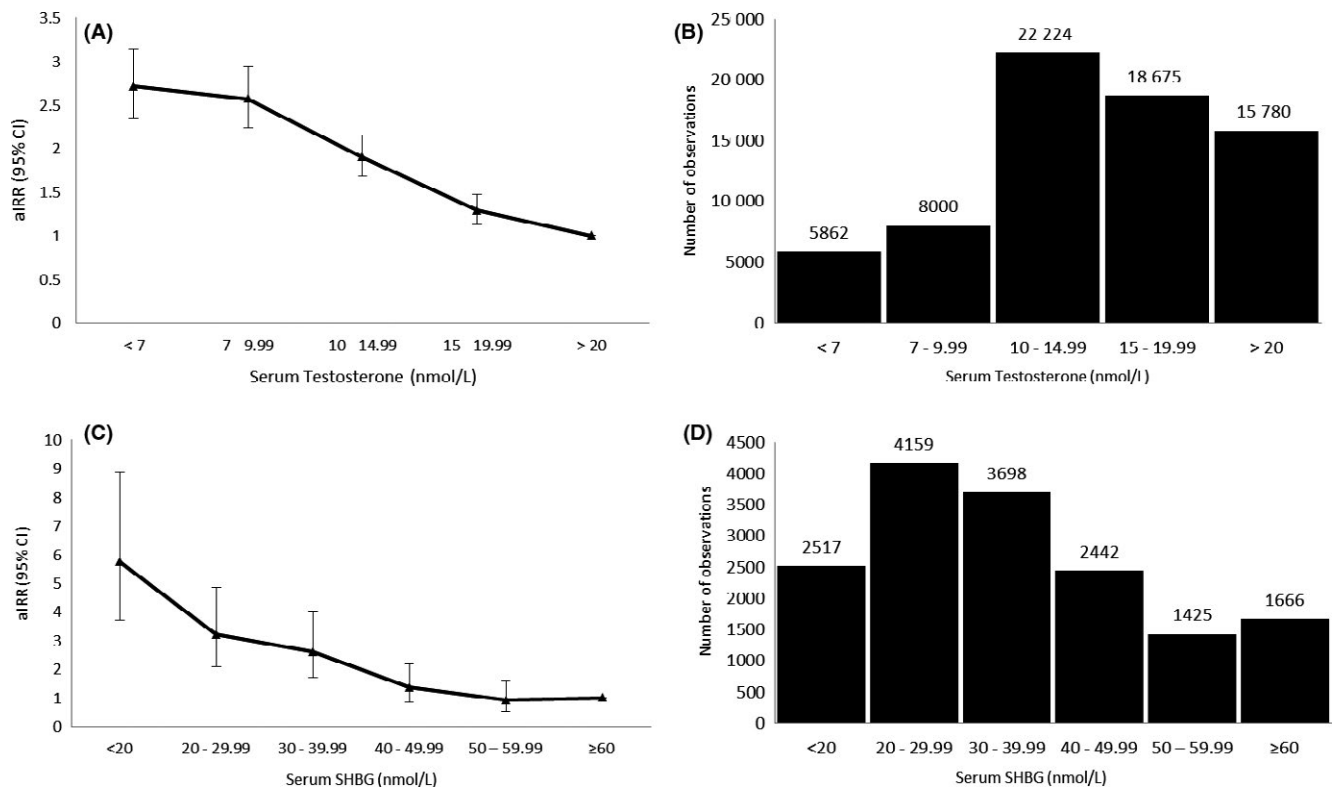 (A)
3.5
3
2.5
2
1.5
1
0.5
0
aIRR (95% CI)
< 7
7 9.99
10 14.99
15 19.99
> 20
Serum Testosterone (nmol/L)
(B)
25 000
20 000
15 000
10 000
5000
0
Number of observations
5862
8000
22 224
18 675
15 780
< 7
7 - 9.99
10 - 14.99
15 - 19.99
> 20
Serum Testosterone (nmol/L)
(C)
10
9
8
7
6
5
4
3
2
1
0
aIRR (95% CI)
<20
20 - 29.99
30 - 39.99
40 - 49.99
50 – 59.99
≥60
Serum SHBG (nmol/L)
(D)
4500
4000
3500
3000
2500
2000
1500
1000
500
0
Number of observations
2517
4159
3698
2442
1425
1666
<20
20 - 29.99
30 - 39.99
40 - 49.99
50 – 59.99
≥60
Serum SHBG (nmol/L)